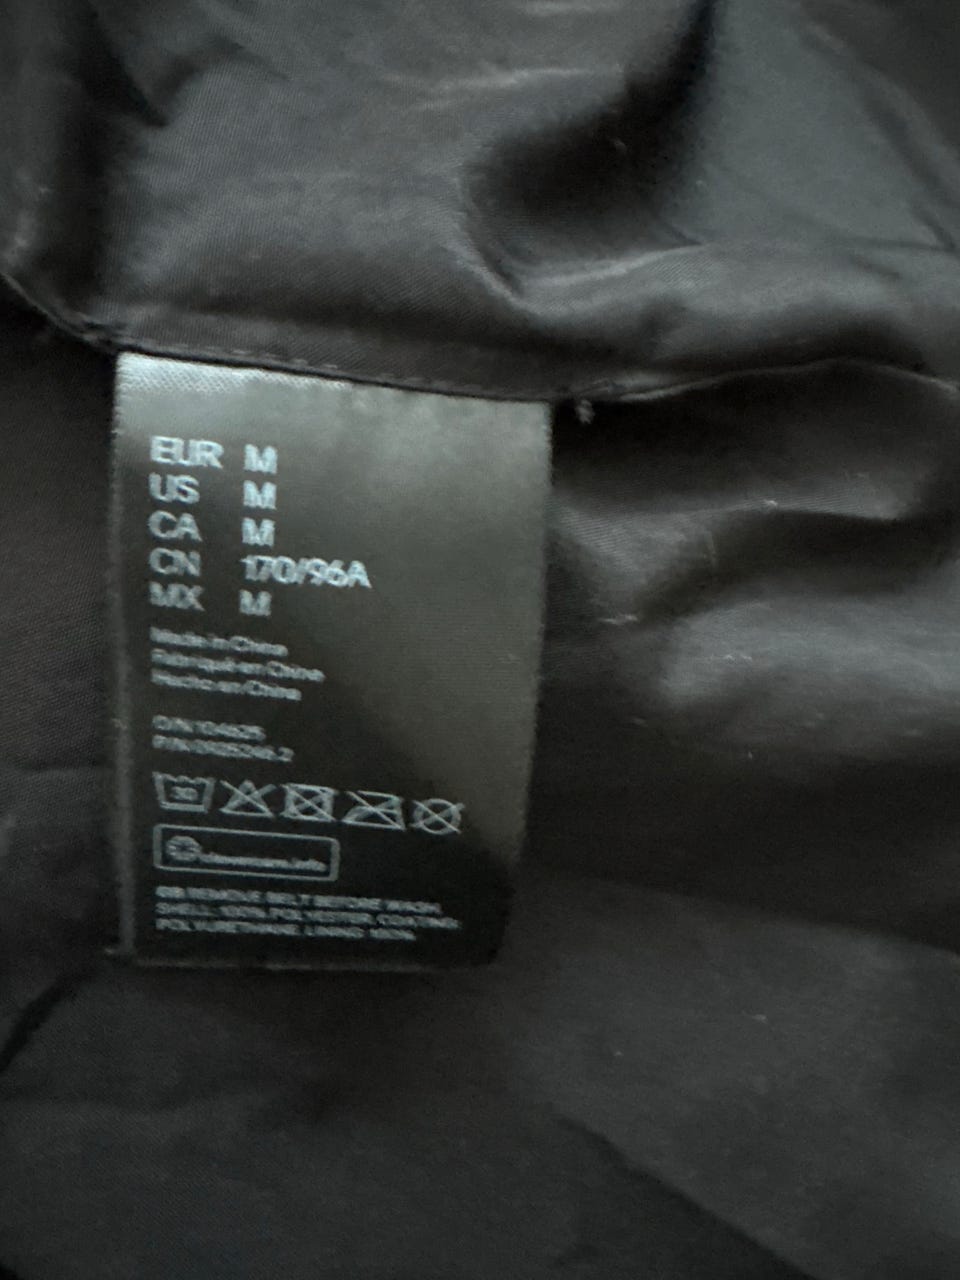 EUR M
US M
CA M
CN 170/96A
MX M
Made in China
Fabriqué en Chine
Hecho en China
30
REMOVE BELT BEFORE WASH,
SHELL: 100% POLYESTER, COATING:
POLYURETHANE LINING 100%